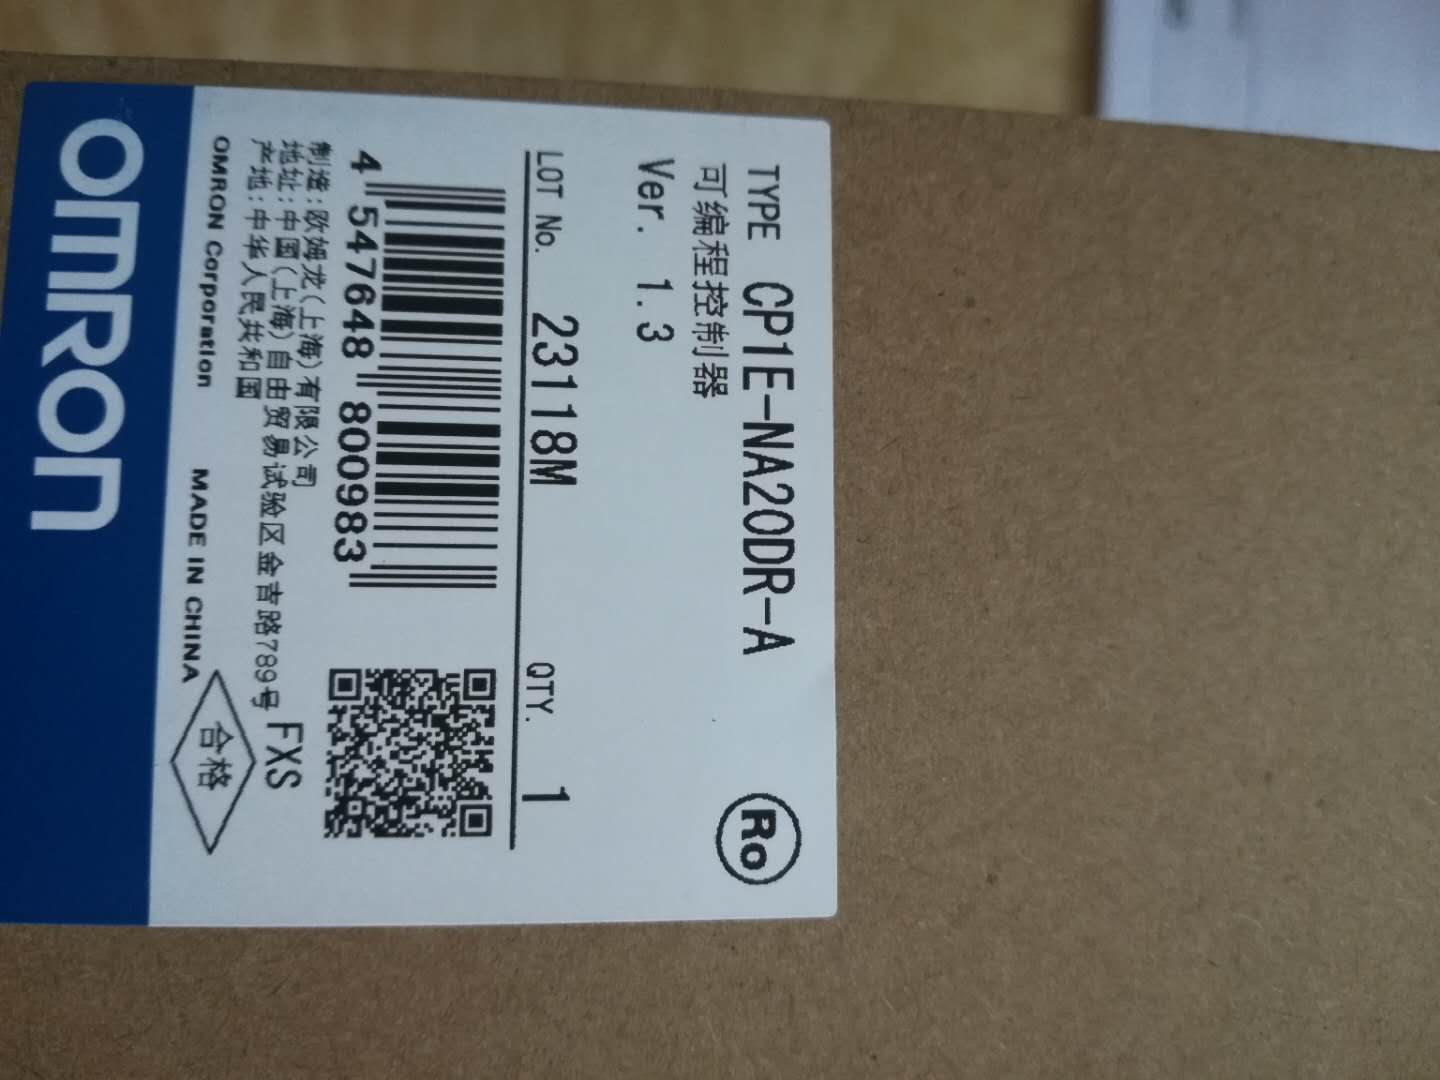 TYPE CP1E-NA20DR-A
可编程控制器
Ver. 1.3
Ro
LOT No. 23118M QTY. 1
4 547648 800983
制造:欧姆龙(上海)有限公司
地址:中国(上海)自由贸易试验区金吉路789号
产地:中华人民共和国
FXS
OMRON Corporation MADE IN CHINA
合格
OMRON